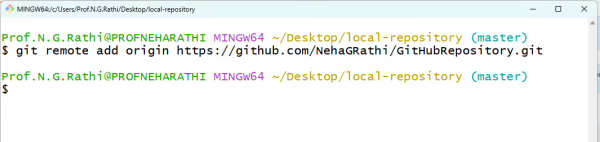 MINGW64:/c/Users/Prof.N.G.Rathi/Desktop/local-repository
Prof.N.G.Rathi@PROFNEHARATHI MINGW64 ~/Desktop/local-repository (master)
$ git remote add origin https://github.com/NehaGRathi/GitHubRepository.git
Prof.N.G.Rathi@PROFNEHARATHI MINGW64 ~/Desktop/local-repository (master)
$